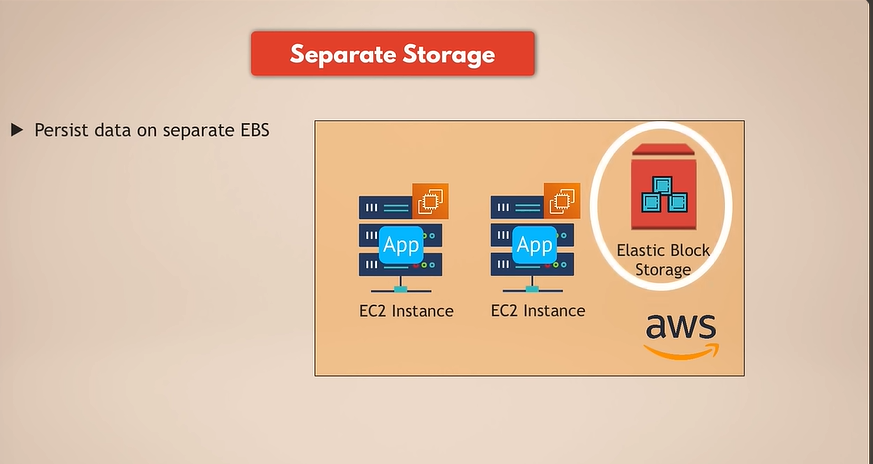 Separate Storage
Persist data on separate EBS
App
App
EC2 Instance
EC2 Instance
Elastic Block
Storage
aws